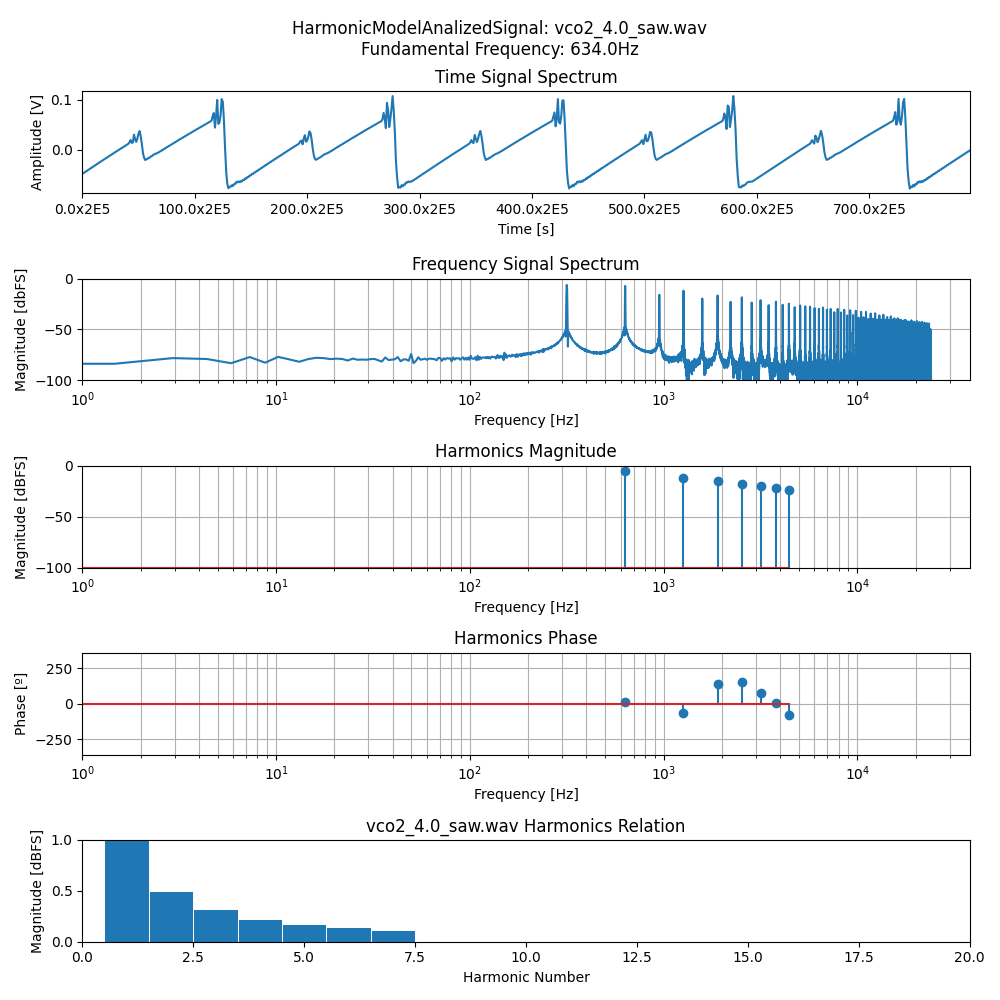 HarmonicModelAnalizedSignal: vco2_4.0_saw.wav
Fundamental Frequency: 634.0Hz
Time Signal Spectrum
Amplitude [V]
0.1
0.0
0.0x2E5 100.0x2E5 200.0x2E5 300.0x2E5 400.0x2E5 500.0x2E5 600.0x2E5 700.0x2E5
Time [s]
Frequency Signal Spectrum
Magnitude [dbFS]
0
−50
−100
10^0 10^1 10^2 10^3 10^4
Frequency [Hz]
Harmonics Magnitude
Magnitude [dBFS]
0
−50
−100
10^0 10^1 10^2 10^3 10^4
Frequency [Hz]
Harmonics Phase
Phase [º]
250
0
−250
10^0 10^1 10^2 10^3 10^4
Frequency [Hz]
vco2_4.0_saw.wav Harmonics Relation
Magnitude [dBFS]
1.0
0.5
0.0
0.0 2.5 5.0 7.5 10.0 12.5 15.0 17.5 20.0
Harmonic Number